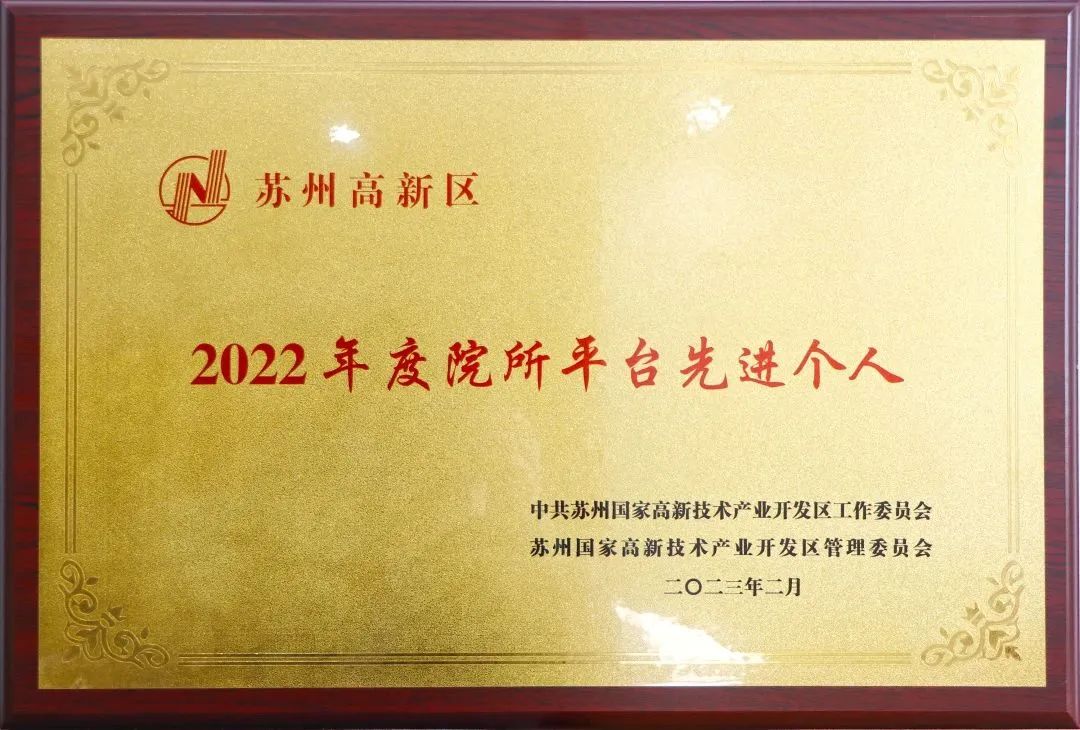 苏州高新区
2022年度院所平台先进个人
中共苏州国家高新技术产业开发区工作委员会
苏州国家高新技术产业开发区管理委员会
二〇二三年二月